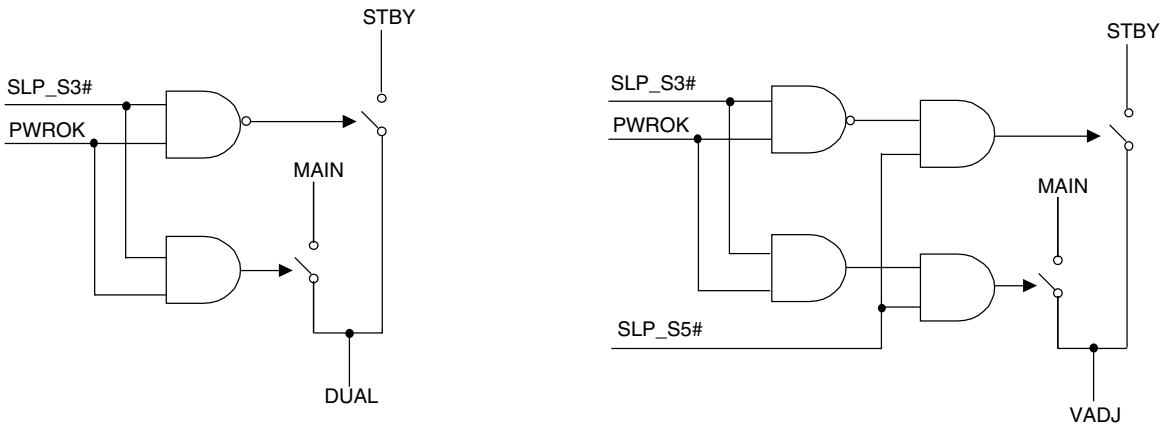 STBY
SLP_S3#
PWROK
MAIN
DUAL
STBY
SLP_S3#
PWROK
MAIN
SLP_S5#
VADJ